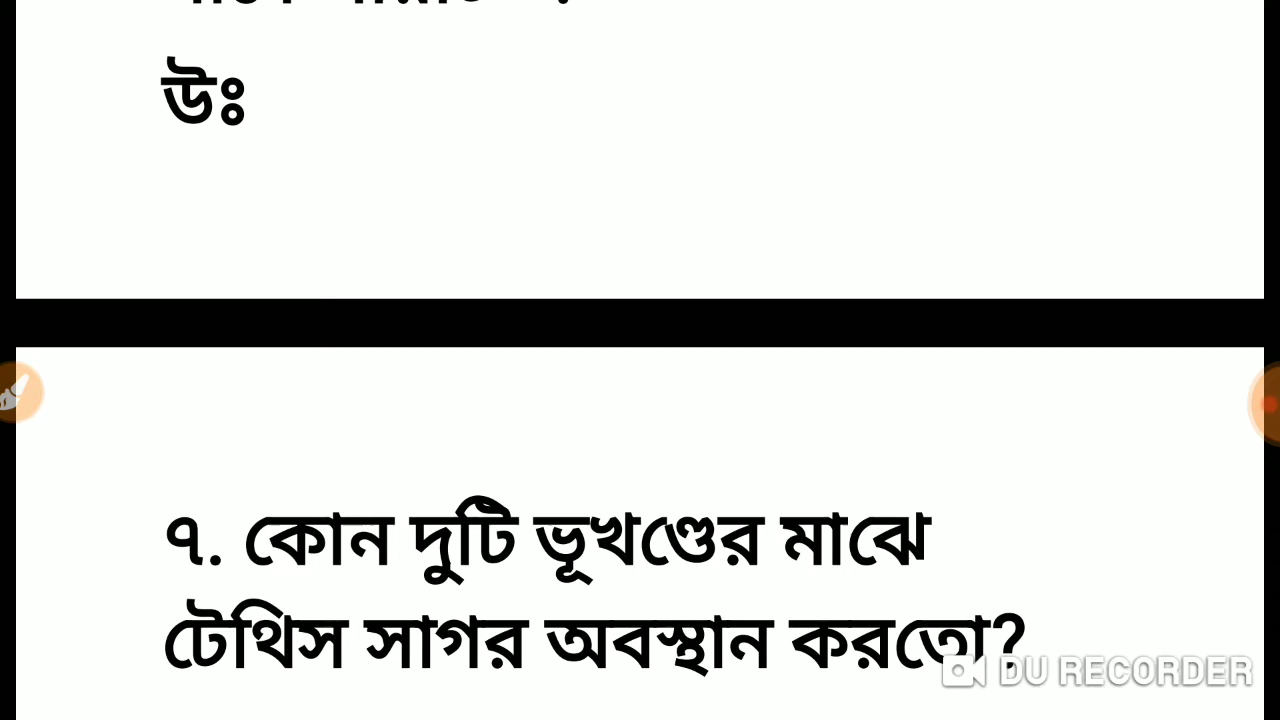 উঃ
৭. কোন দুটি ভূখণ্ডের মাঝে
টেথিস সাগর অবস্থান করতো?
DU RECORDER